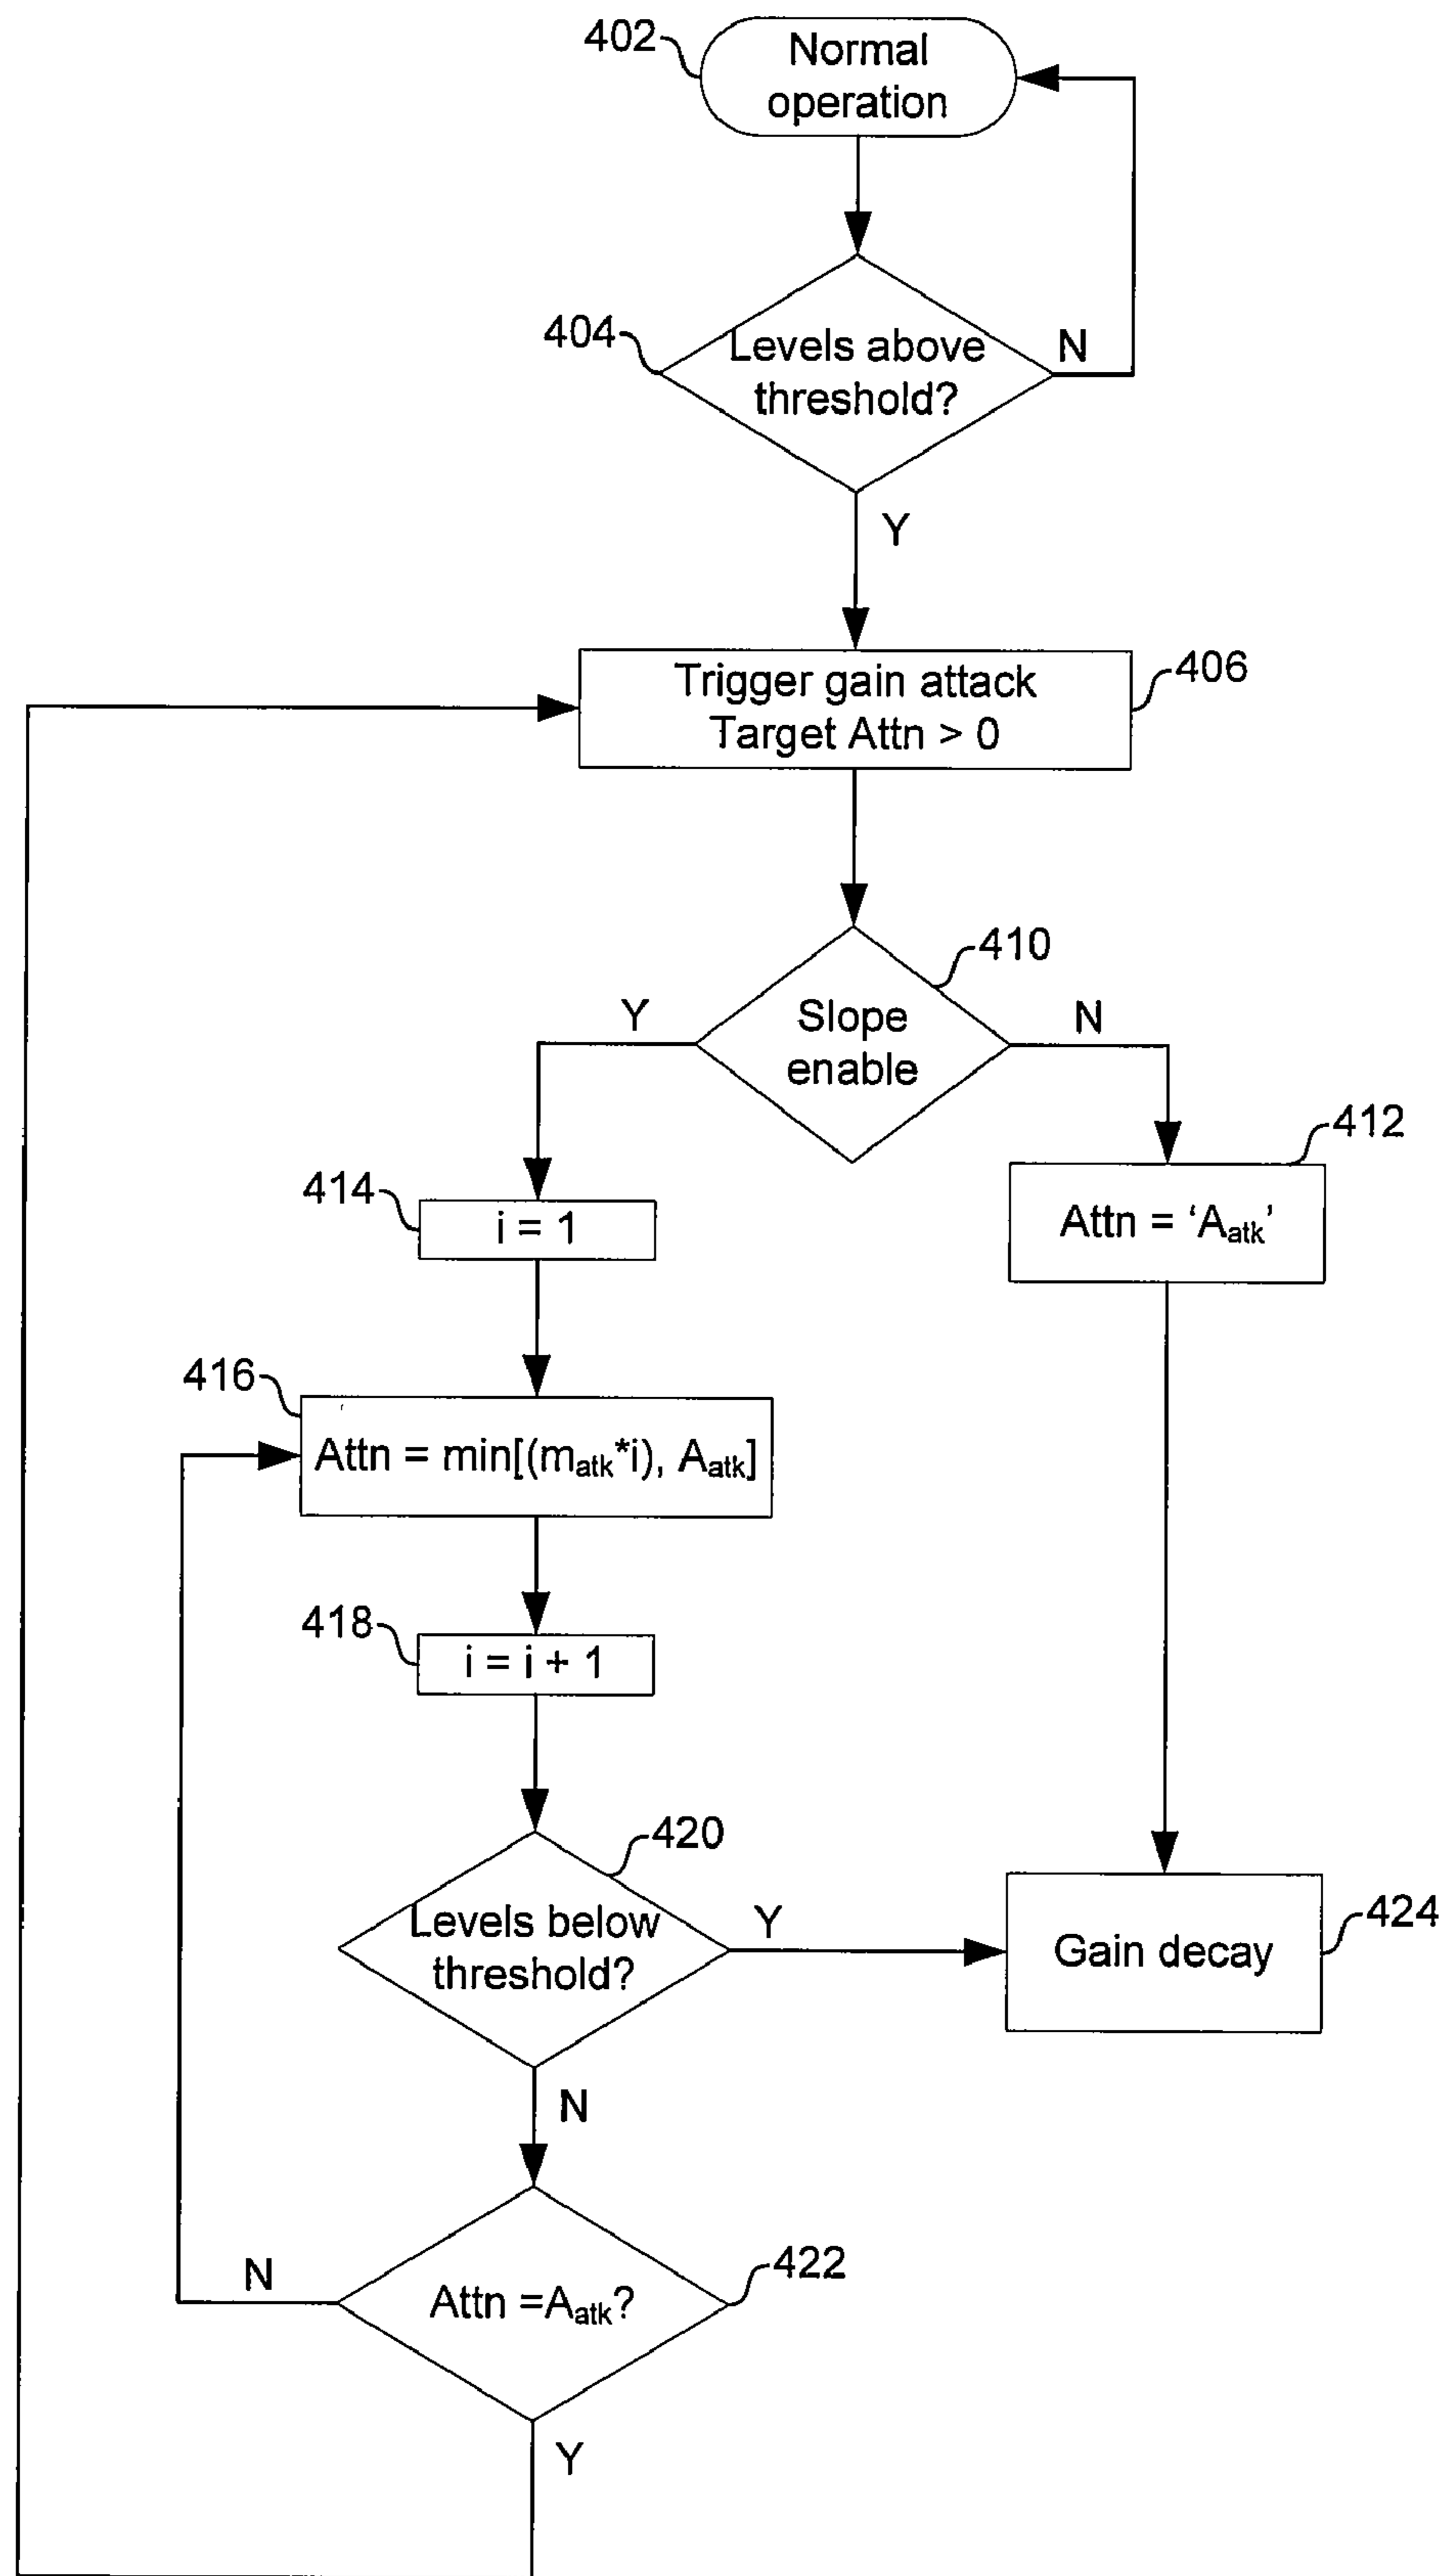 402
Normal
operation
404
Levels above
threshold?
N
Y
Trigger gain attack
Target Attn > 0
406
410
Slope
enable
Y
N
412
Attn = ‘Aatk’
414
i = 1
416
Attn = min[(matk*i), Aatk]
418
i = i + 1
420
Levels below
threshold?
Y
424
Gain decay
N
422
Attn =Aatk?
N
Y